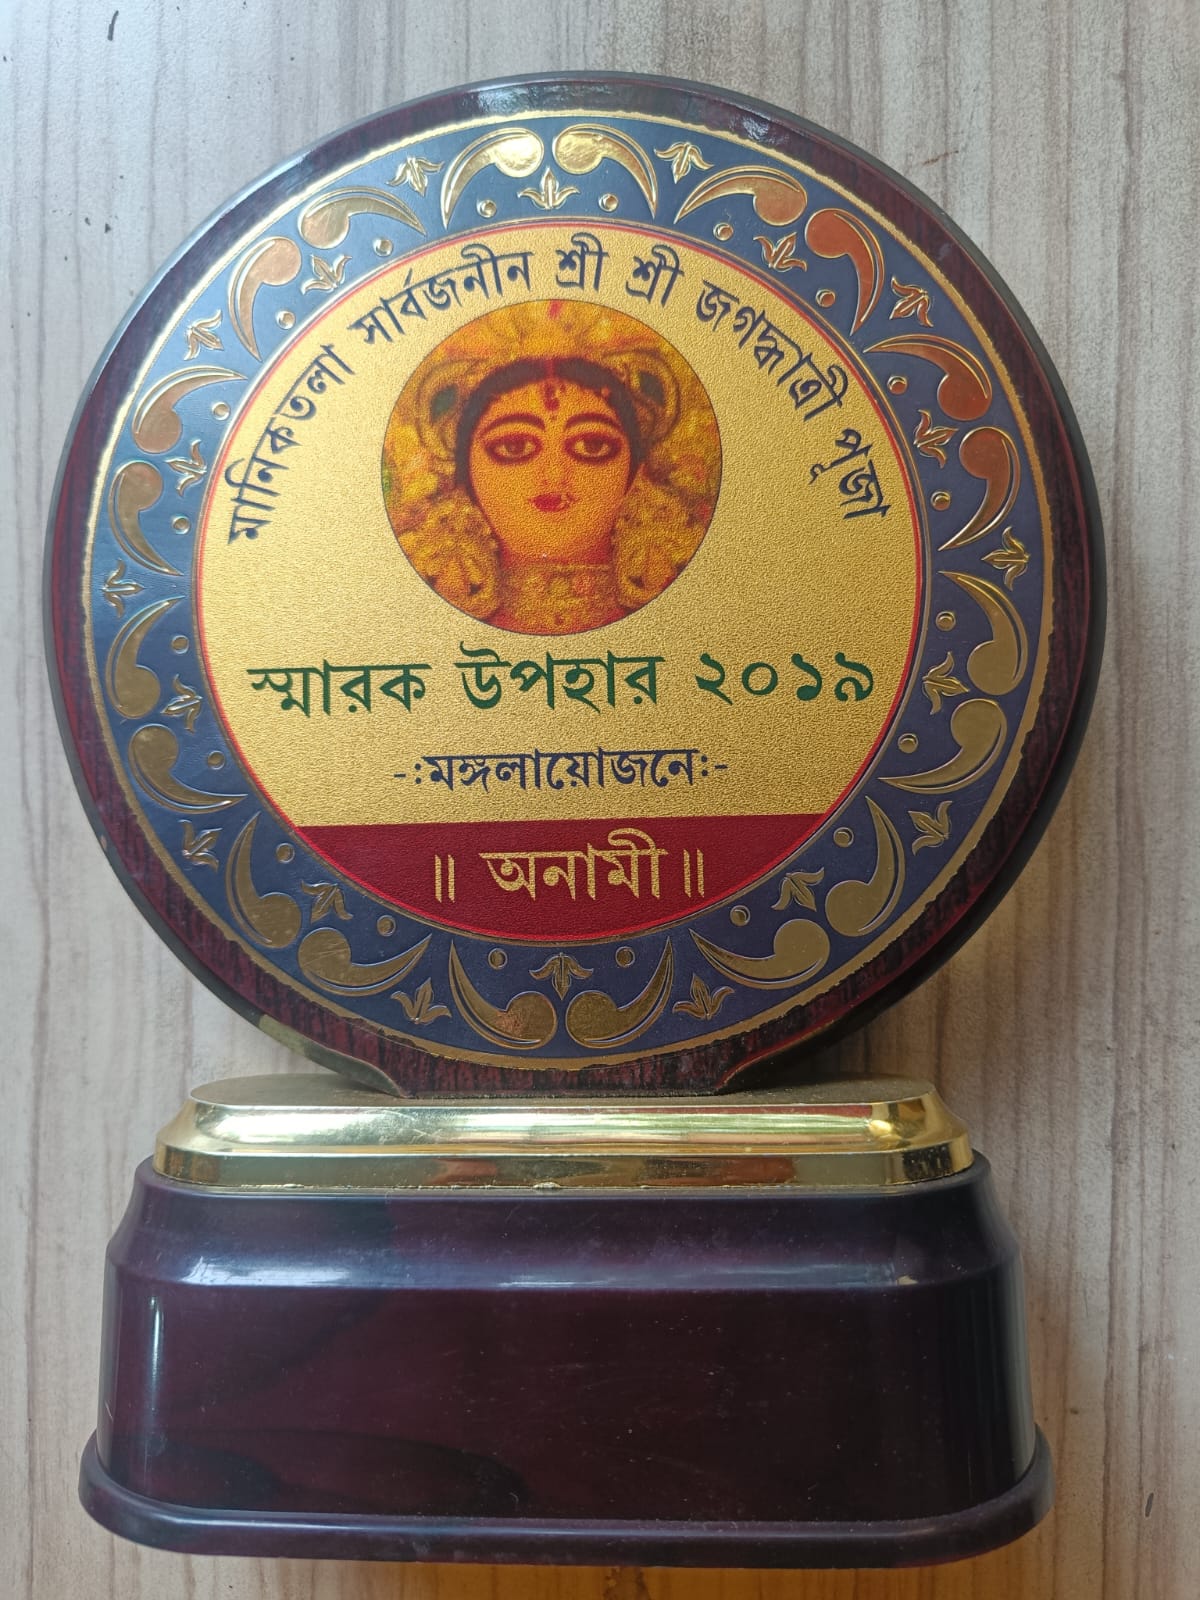 মানিকতলা সার্বজনীন শ্রী শ্রী জগদ্ধাত্রী পূজা
স্মারক উপহার ২০১৯
-:মঙ্গলায়োজনে:-
॥ অনামী ॥